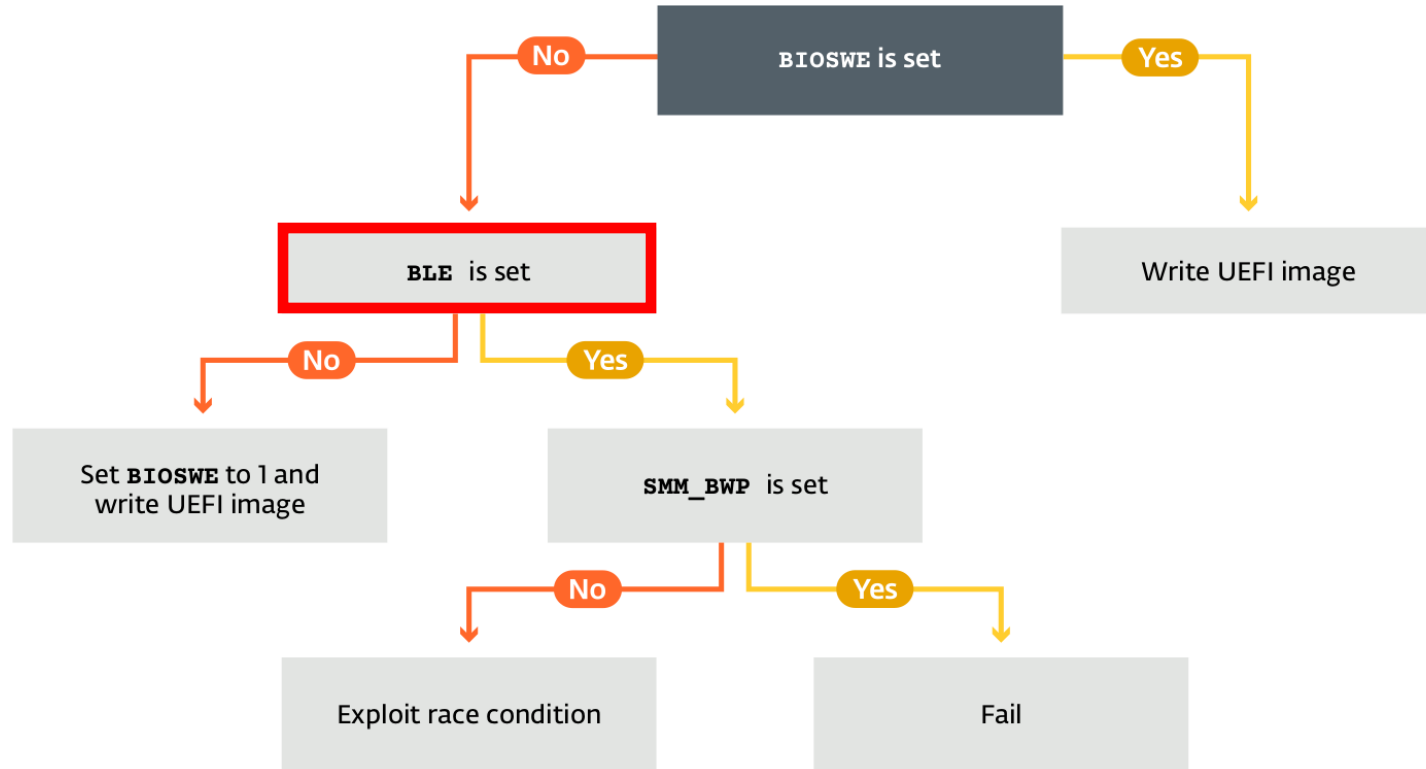 No
BIOSWE is set
Yes
BLE is set
Write UEFI image
No
Yes
Set BIOSWE to 1 and
write UEFI image
SMM_BWP is set
No
Yes
Exploit race condition
Fail